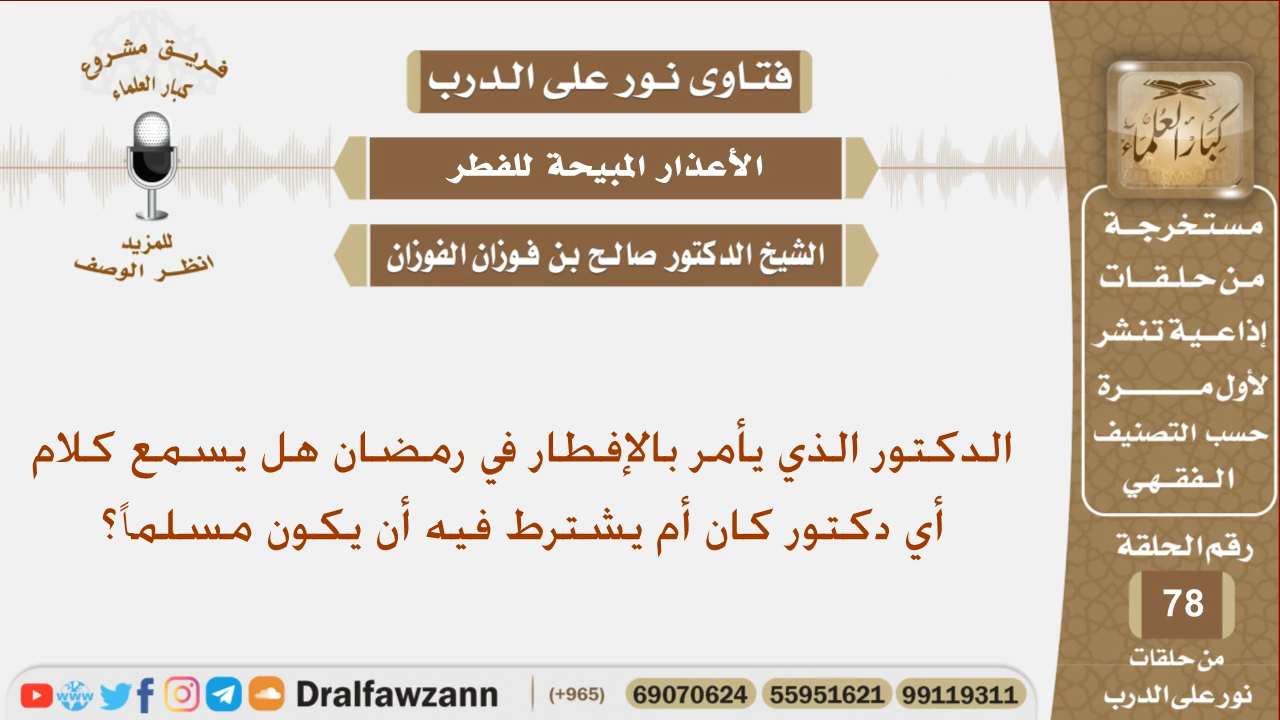 فريق مشروع
كبار العلماء
للمزيد
انظر الوصف
فتاوى نور على الدرب
الأعذار المبيحة للفطر
الشيخ الدكتور صالح بن فوزان الفوزان
الدكتور الذي يأمر بالإفطار في رمضان هل يسمع كلام
أي دكتور كان أم يشترط فيه أن يكون مسلماً؟
كبار العلماء
مستخرجة
من حلقات
إذاعية تنشر
لأول مرة
حسب التصنيف
الفقهي
رقم الحلقة
78
من حلقات
نور على الدرب
www
Dralfawzann
(+965)
69070624
55951621
99119311